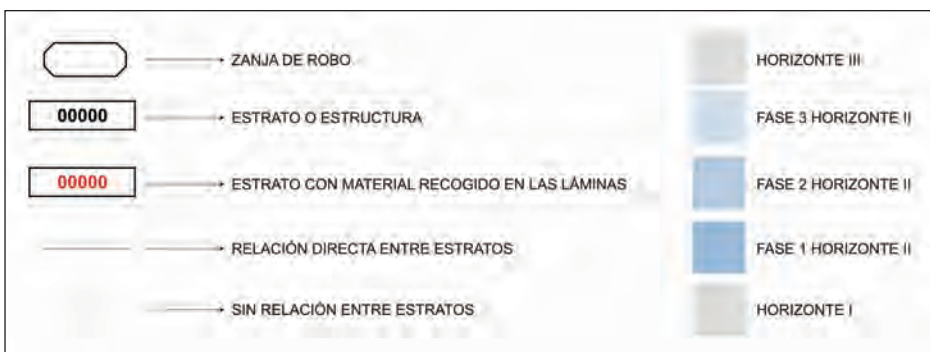 ZANJA DE ROBO
00000 ESTRATO O ESTRUCTURA
00000 ESTRATO CON MATERIAL RECOGIDO EN LAS LÁMINAS
RELACIÓN DIRECTA ENTRE ESTRATOS
SIN RELACIÓN ENTRE ESTRATOS
HORIZONTE III
FASE 3 HORIZONTE II
FASE 2 HORIZONTE II
FASE 1 HORIZONTE II
HORIZONTE I